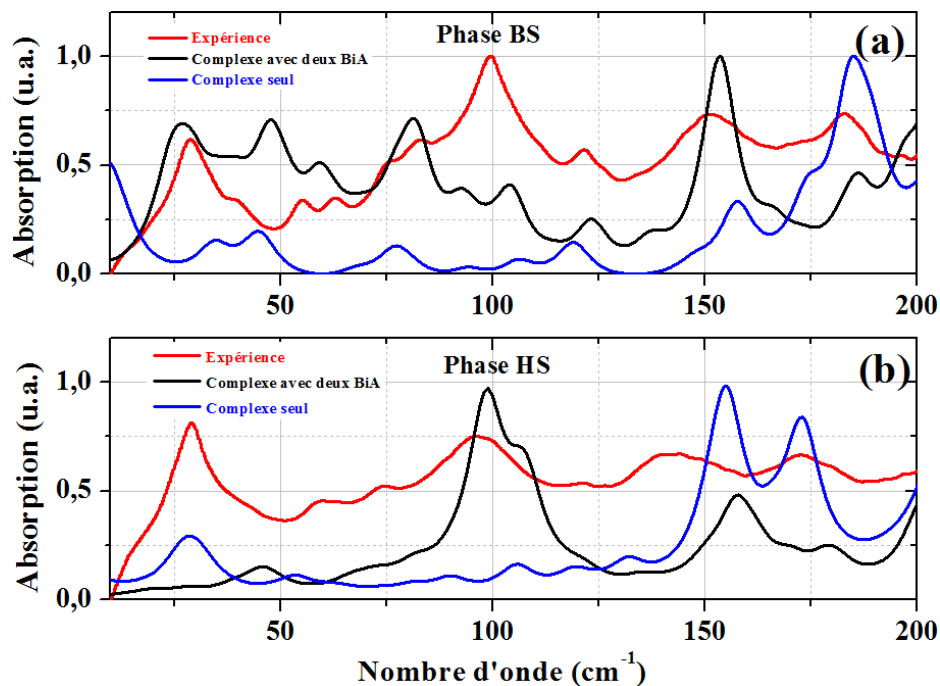 Phase BS
(a)
Expérience
Complexe avec deux BiA
Complexe seul
Absorption (u.a.)
1,0
0,5
0,0
50
100
150
200
Phase HS
(b)
Expérience
Complexe avec deux BiA
Complexe seul
Absorption (u.a.)
1,0
0,5
0,0
50
100
150
200
Nombre d'onde (cm⁻¹)